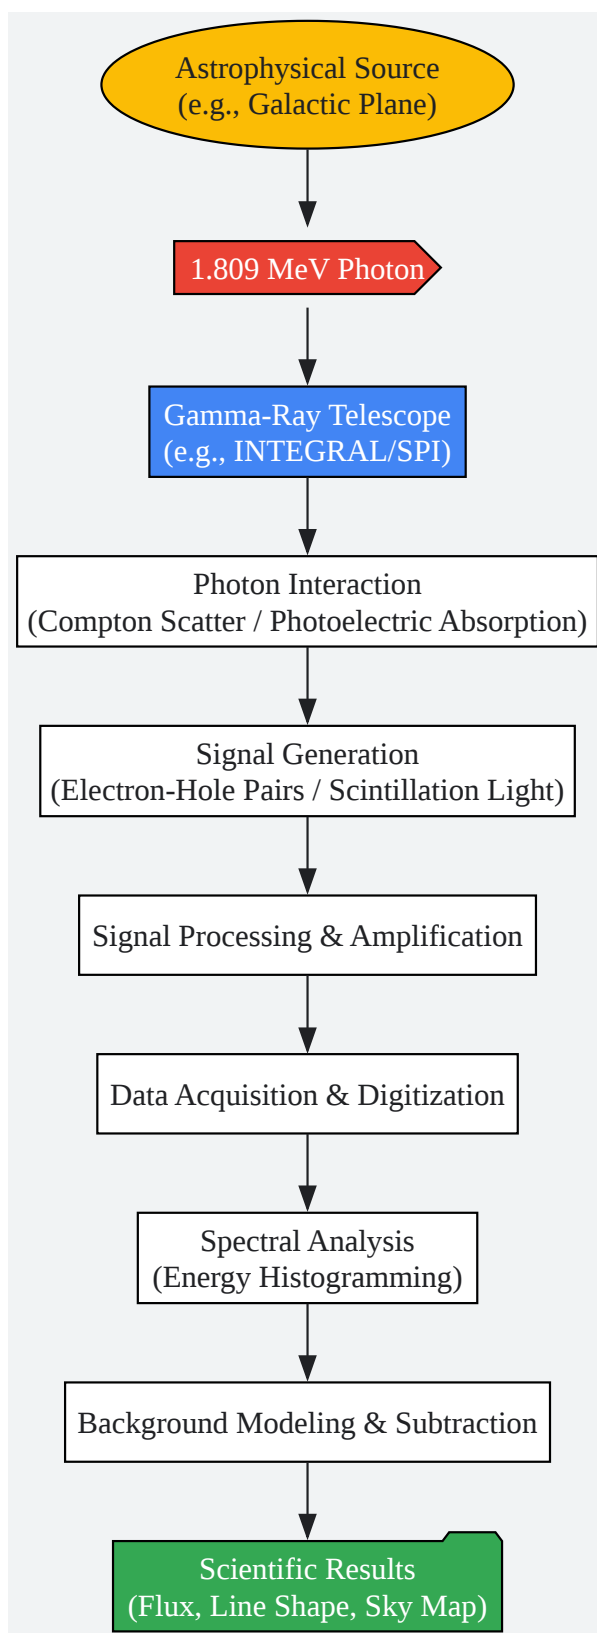 Astrophysical Source
(e.g., Galactic Plane)
1.809 MeV Photon
Gamma-Ray Telescope
(e.g., INTEGRAL/SPI)
Photon Interaction
(Compton Scatter / Photoelectric Absorption)
Signal Generation
(Electron-Hole Pairs / Scintillation Light)
Signal Processing & Amplification
Data Acquisition & Digitization
Spectral Analysis
(Energy Histogramming)
Background Modeling & Subtraction
Scientific Results
(Flux, Line Shape, Sky Map)